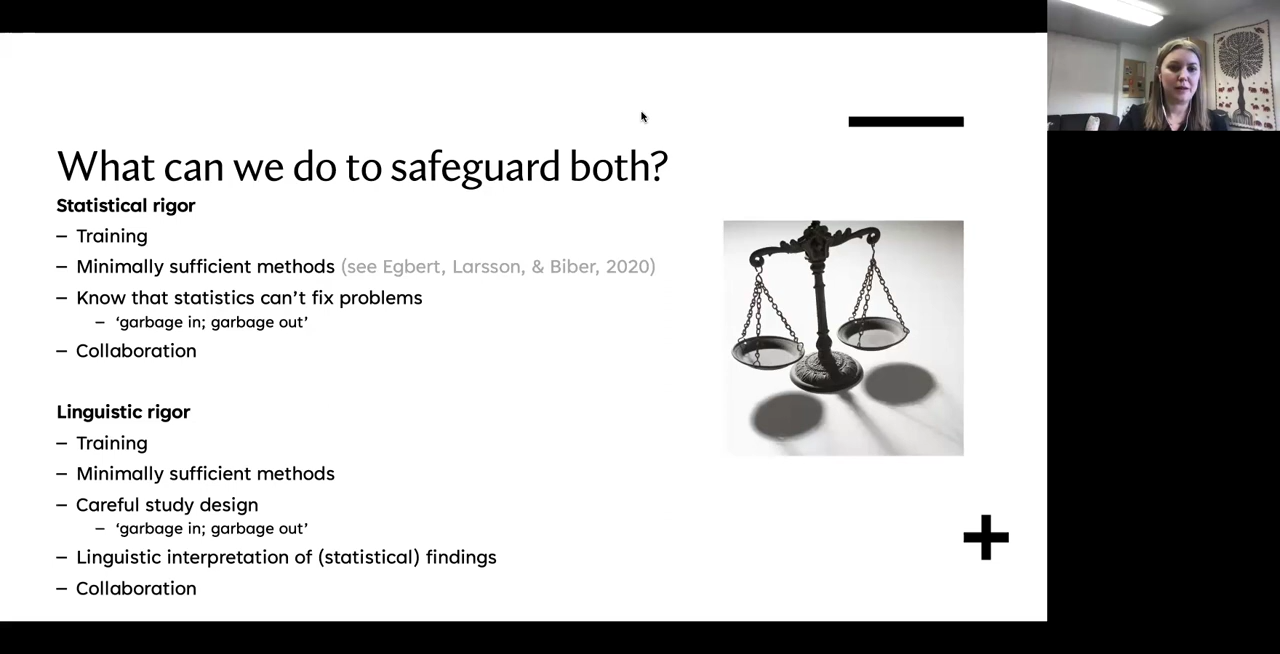 What can we do to safeguard both?
Statistical rigor
– Training
– Minimally sufficient methods (see Egbert, Larsson, & Biber, 2020)
– Know that statistics can’t fix problems
– ‘garbage in; garbage out’
– Collaboration
Linguistic rigor
– Training
– Minimally sufficient methods
– Careful study design
– ‘garbage in; garbage out’
– Linguistic interpretation of (statistical) findings
– Collaboration